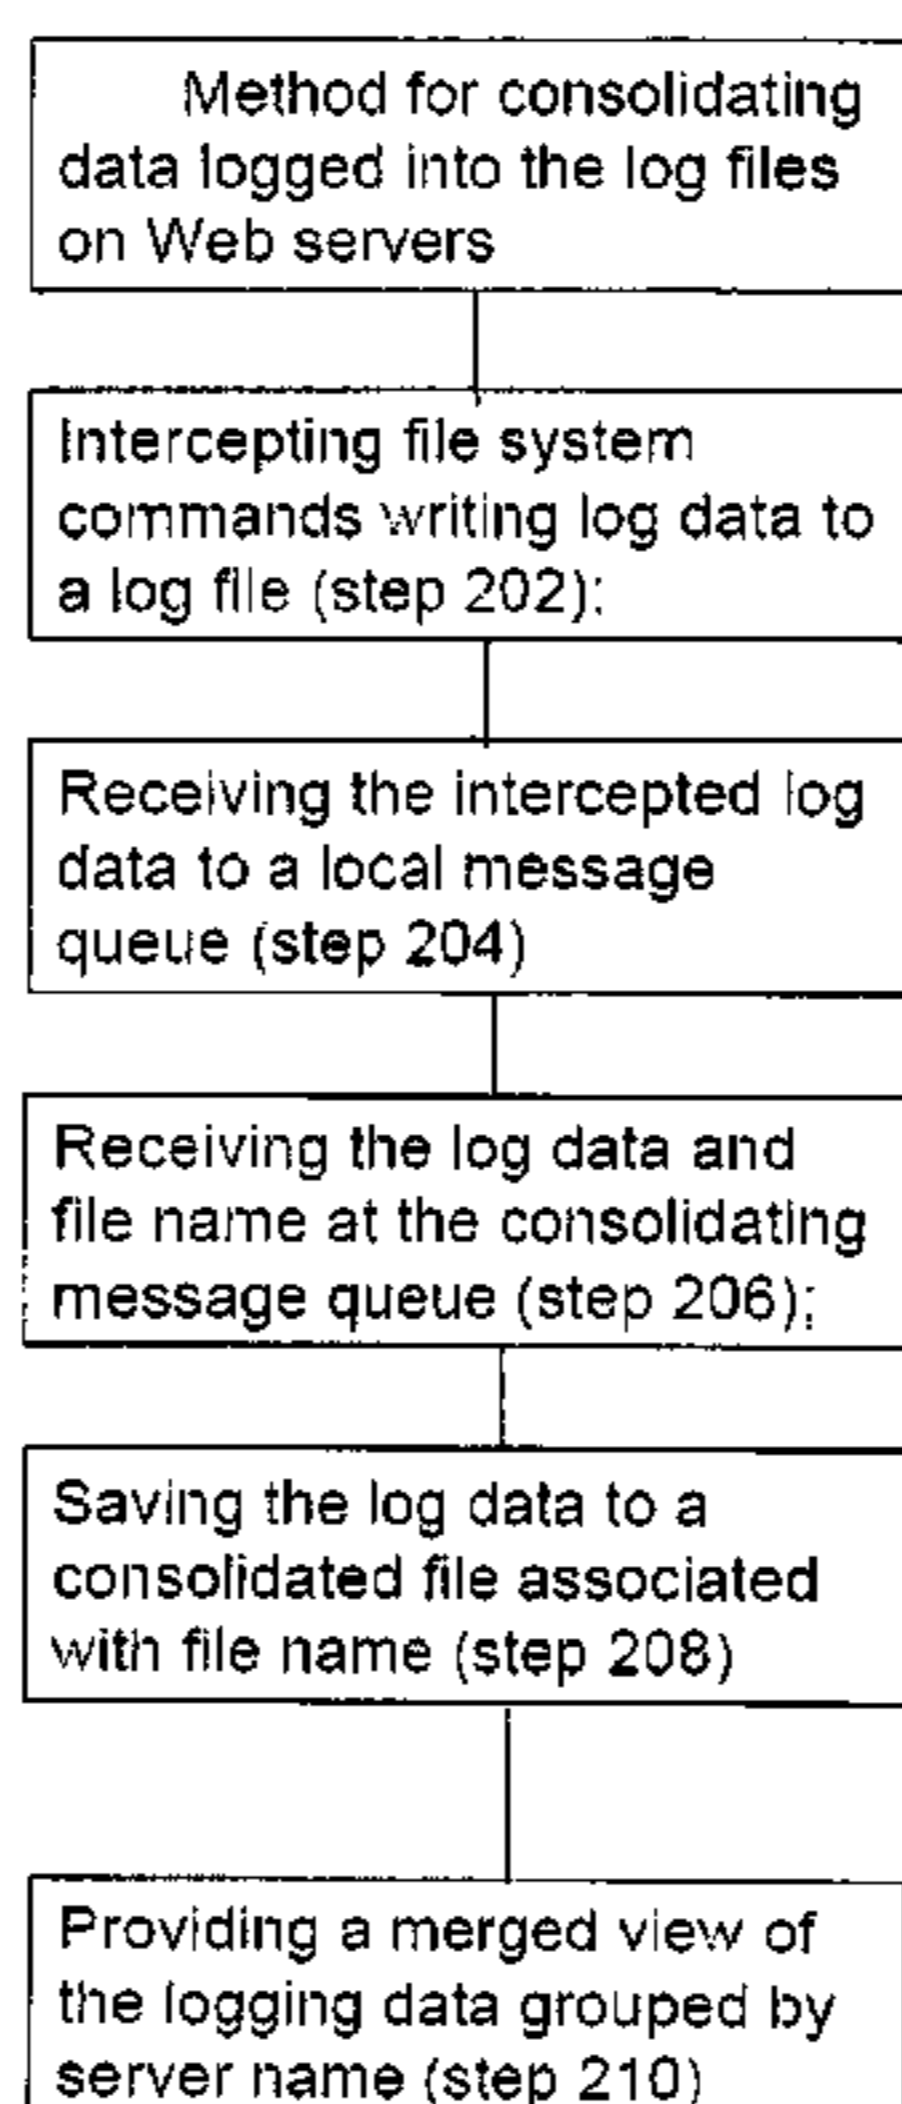 Method for consolidating
data logged into the log files
on Web servers
Intercepting file system
commands writing log data to
a log file (step 202);
Receiving the intercepted log
data to a local message
queue (step 204)
Receiving the log data and
file name at the consolidating
message queue (step 206);
Saving the log data to a
consolidated file associated
with file name (step 208)
Providing a merged view of
the logging data grouped by
server name (step 210)